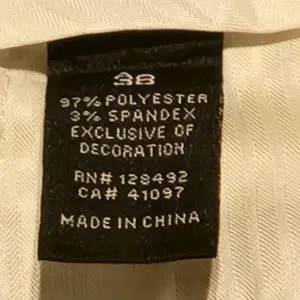 38
97% POLYESTER
3% SPANDEX
EXCLUSIVE OF
DECORATION
RN# 128492
CA# 41097
MADE IN CHINA